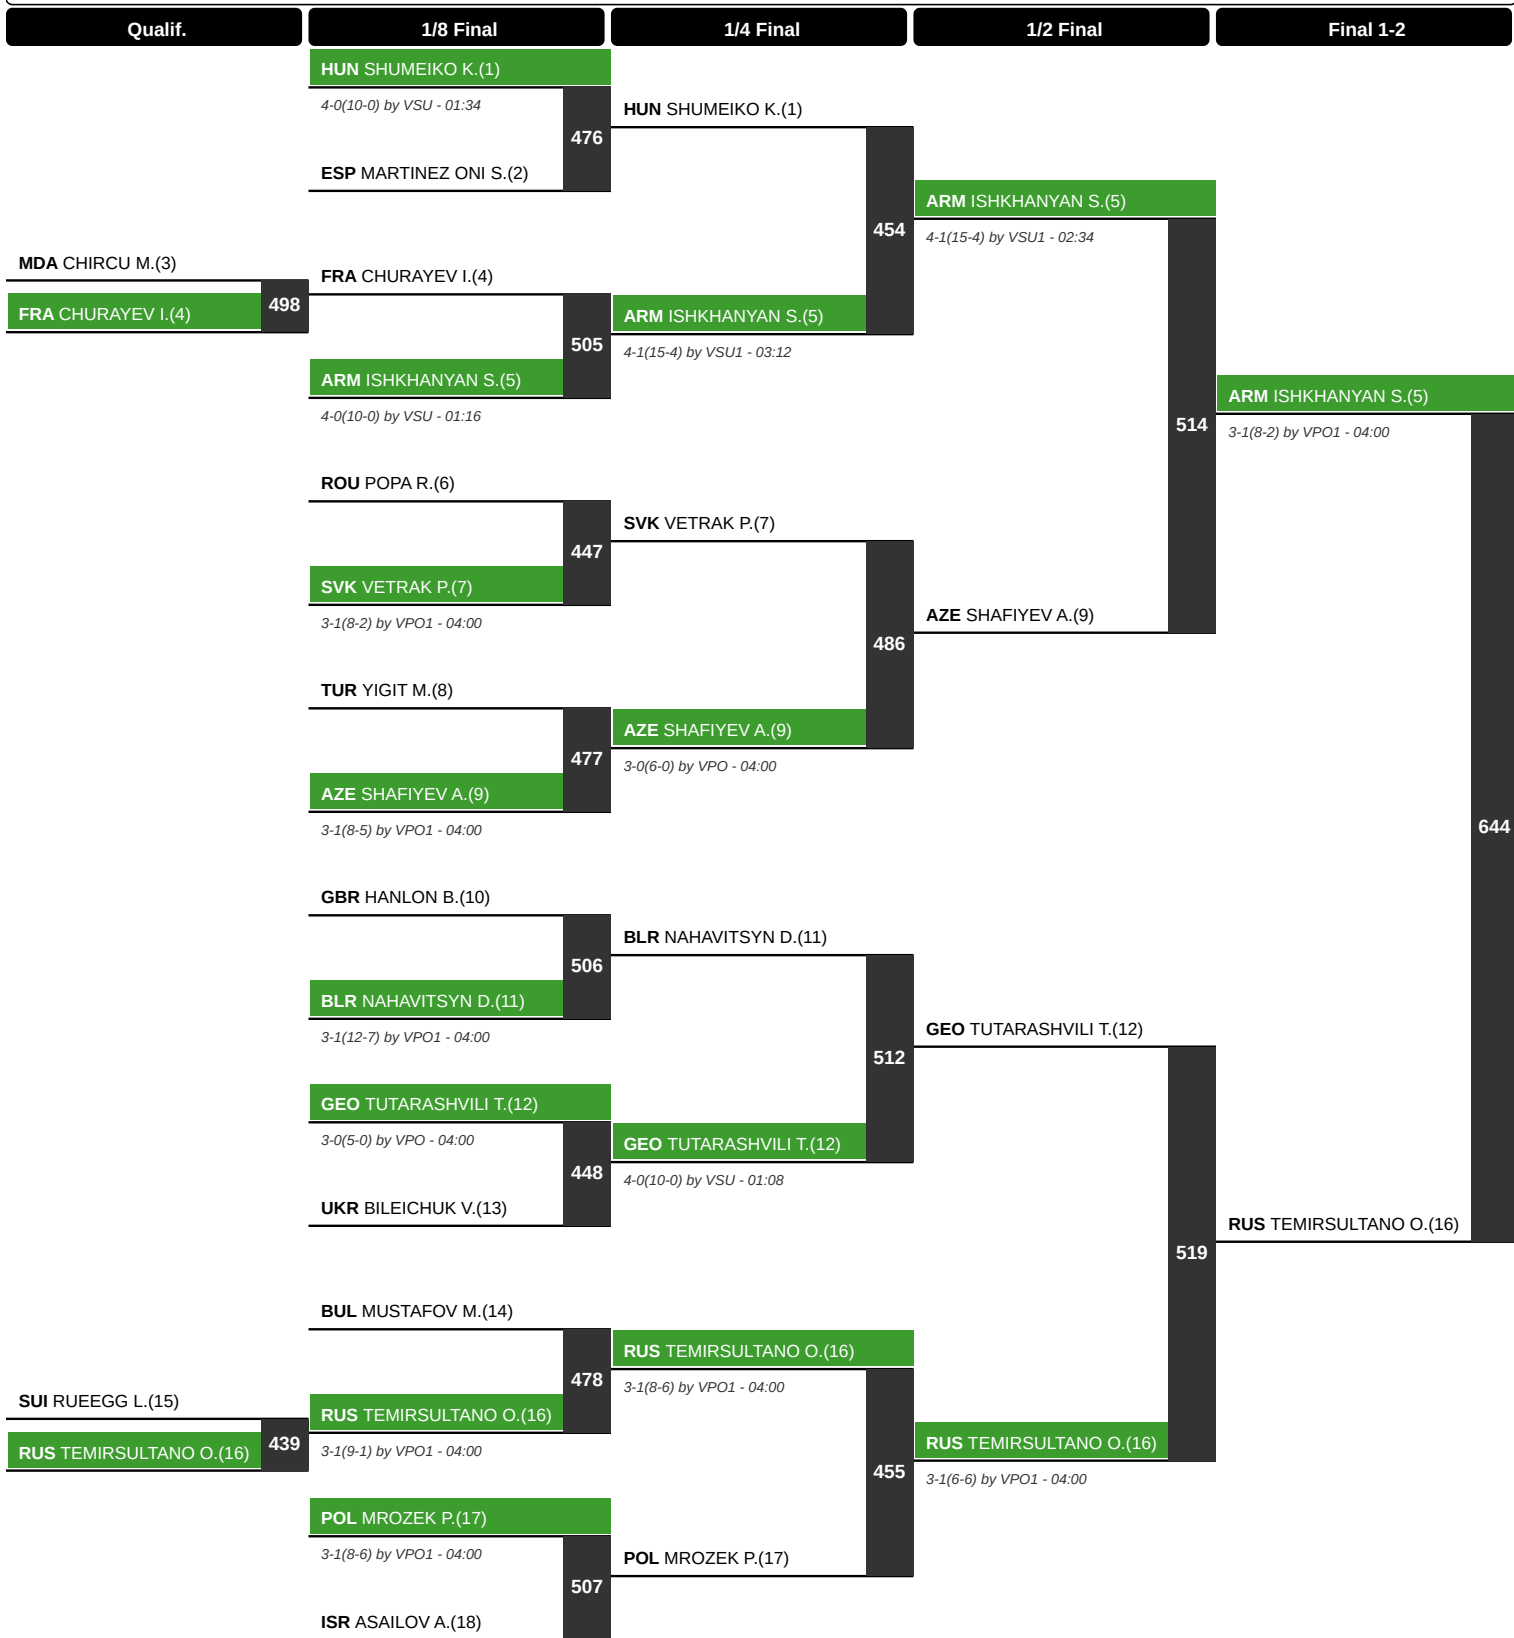 Qualif.
1/8 Final
1/4 Final
1/2 Final
Final 1-2
HUN SHUMEIKO K.(1)
4-0(10-0) by VSU - 01:34
476
ESP MARTINEZ ONI S.(2)
MDA CHIRCU M.(3)
498
FRA CHURAYEV I.(4)
FRA CHURAYEV I.(4)
505
ARM ISHKHANYAN S.(5)
4-0(10-0) by VSU - 01:16
ROU POPA R.(6)
447
SVK VETRAK P.(7)
3-1(8-2) by VPO1 - 04:00
TUR YIGIT M.(8)
477
AZE SHAFIYEV A.(9)
3-1(8-5) by VPO1 - 04:00
GBR HANLON B.(10)
506
BLR NAHAVITSYN D.(11)
3-1(12-7) by VPO1 - 04:00
GEO TUTARASHVILI T.(12)
3-0(5-0) by VPO - 04:00
448
UKR BILEICHUK V.(13)
BUL MUSTAFOV M.(14)
478
SUI RUEEGG L.(15)
439
RUS TEMIRSULTANO O.(16)
RUS TEMIRSULTANO O.(16)
3-1(9-1) by VPO1 - 04:00
POL MROZEK P.(17)
3-1(8-6) by VPO1 - 04:00
507
ISR ASAILOV A.(18)
HUN SHUMEIKO K.(1)
454
ARM ISHKHANYAN S.(5)
4-1(15-4) by VSU1 - 03:12
SVK VETRAK P.(7)
486
AZE SHAFIYEV A.(9)
3-0(6-0) by VPO - 04:00
BLR NAHAVITSYN D.(11)
512
GEO TUTARASHVILI T.(12)
4-0(10-0) by VSU - 01:08
RUS TEMIRSULTANO O.(16)
3-1(8-6) by VPO1 - 04:00
455
POL MROZEK P.(17)
ARM ISHKHANYAN S.(5)
4-1(15-4) by VSU1 - 02:34
514
AZE SHAFIYEV A.(9)
GEO TUTARASHVILI T.(12)
519
RUS TEMIRSULTANO O.(16)
3-1(6-6) by VPO1 - 04:00
ARM ISHKHANYAN S.(5)
3-1(8-2) by VPO1 - 04:00
644
RUS TEMIRSULTANO O.(16)